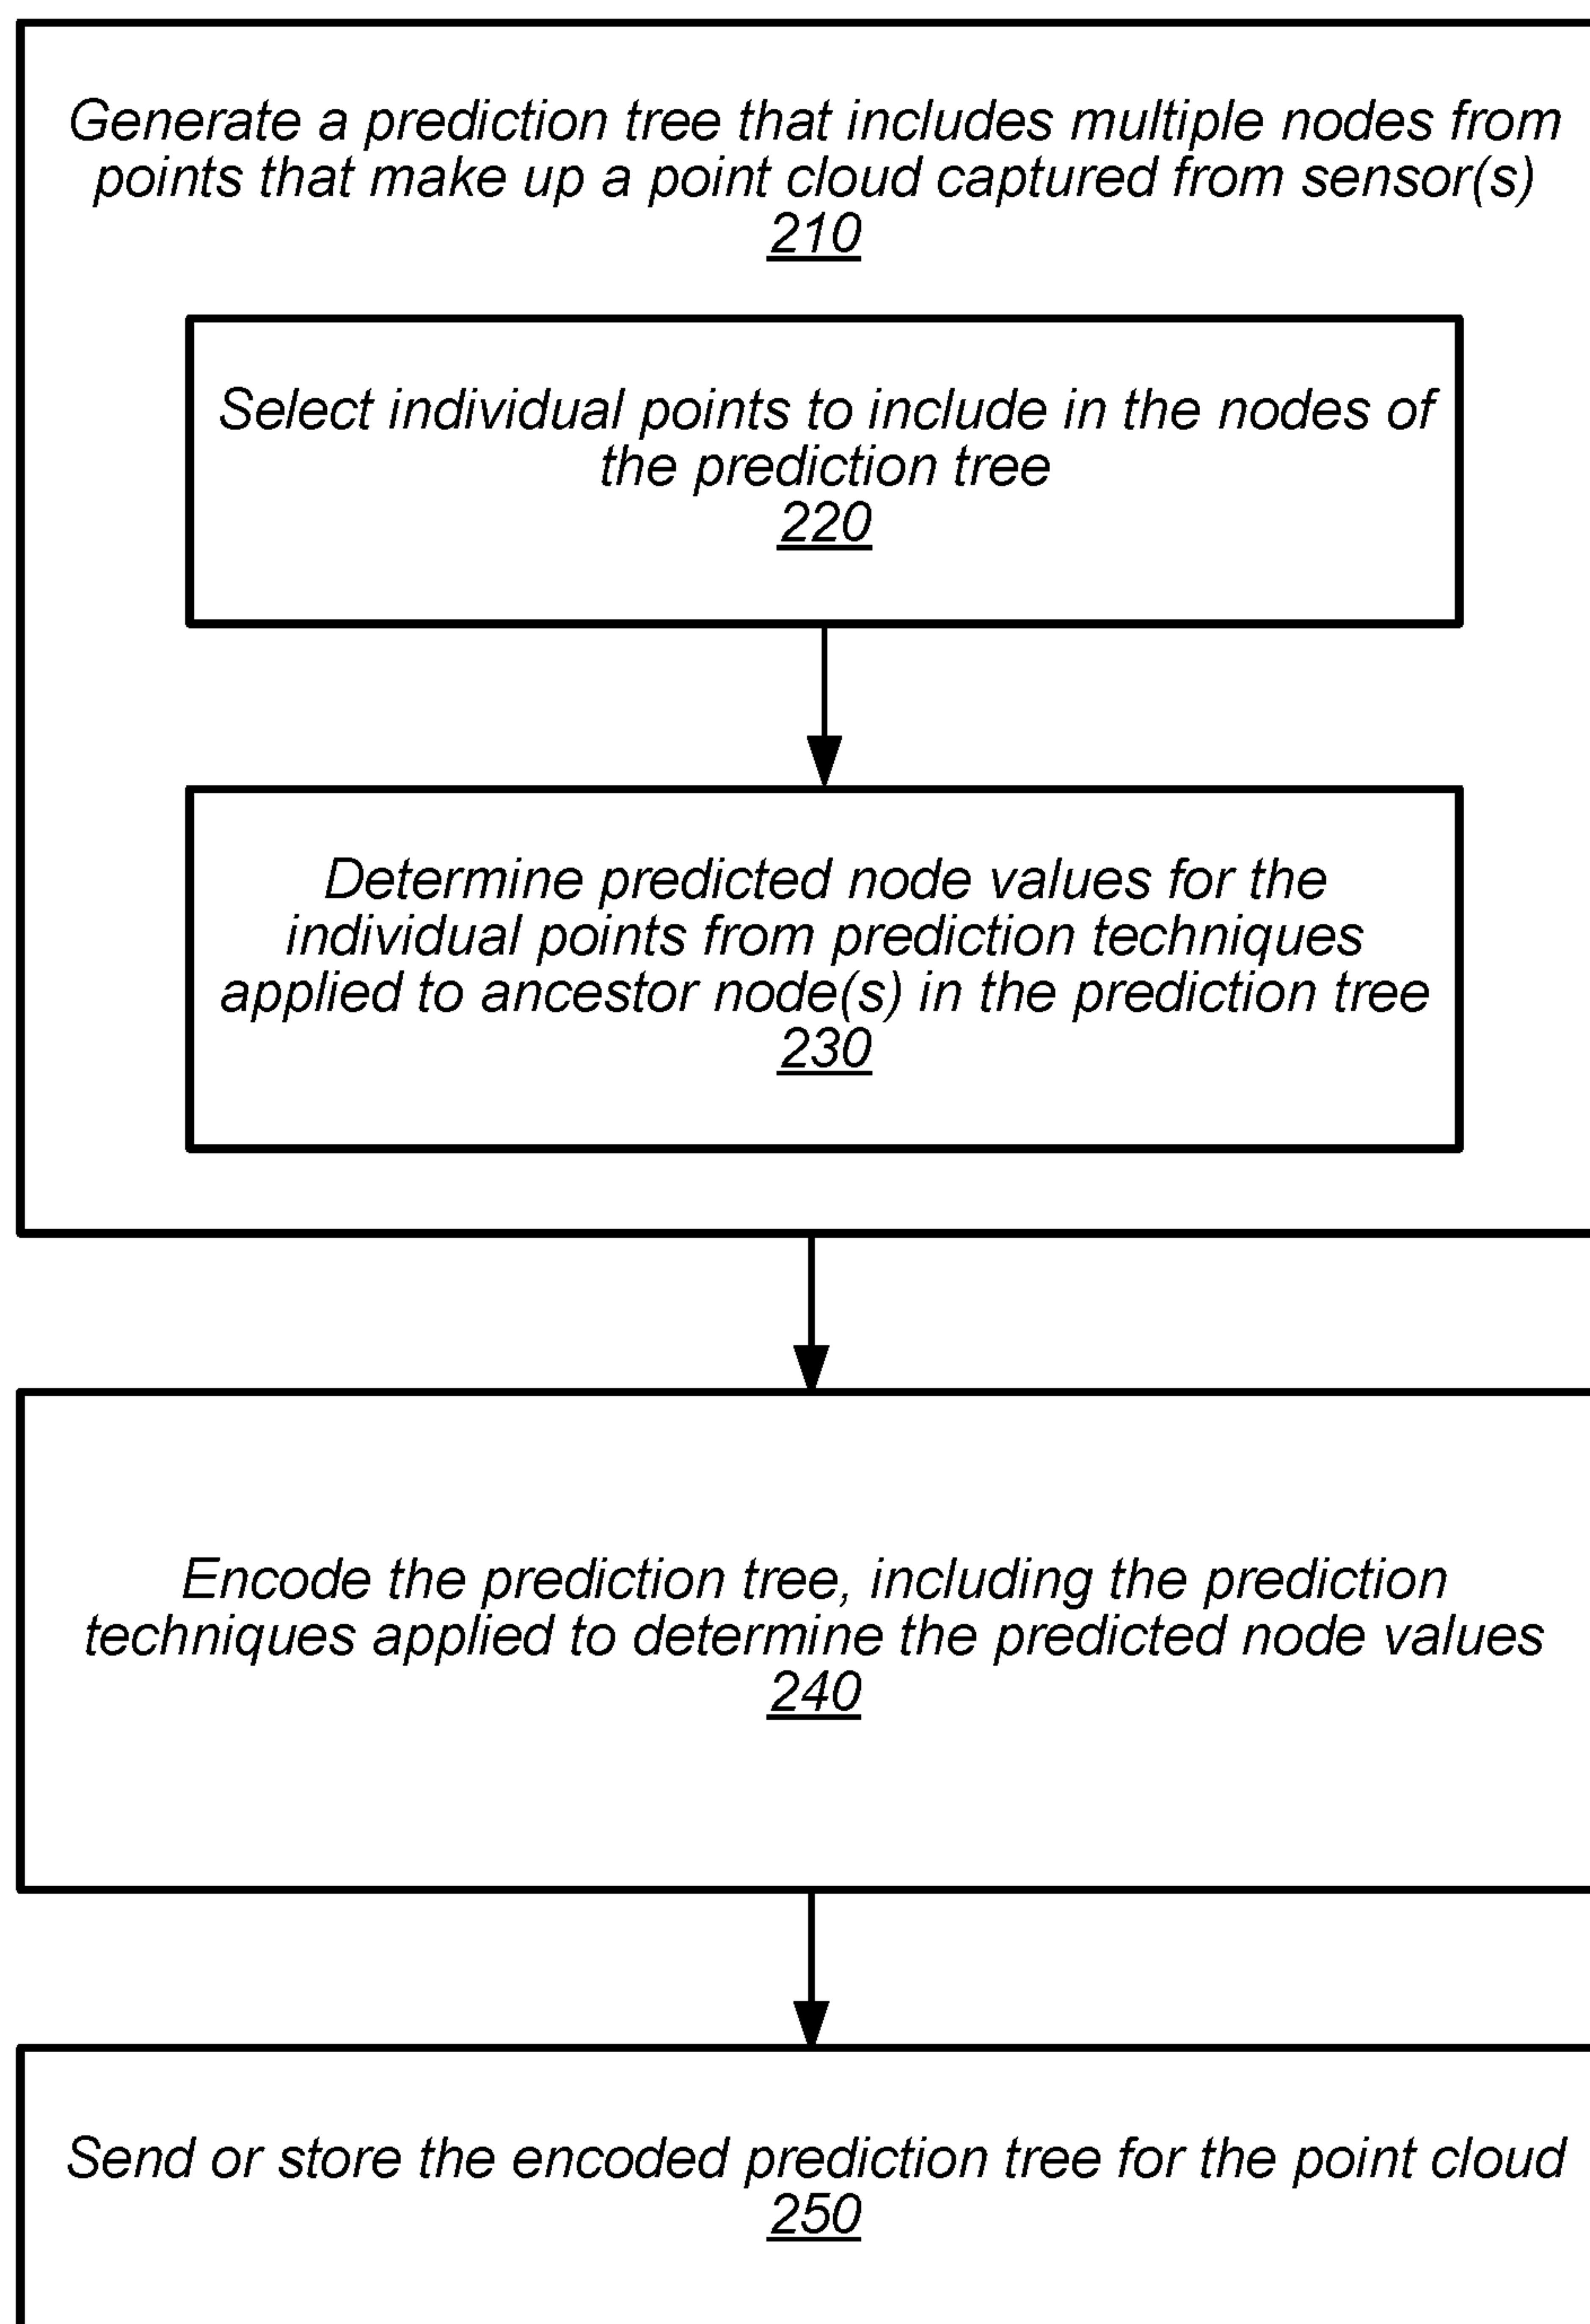 Generate a prediction tree that includes multiple nodes from
points that make up a point cloud captured from sensor(s)
210
Select individual points to include in the nodes of
the prediction tree
220
Determine predicted node values for the
individual points from prediction techniques
applied to ancestor node(s) in the prediction tree
230
Encode the prediction tree, including the prediction
techniques applied to determine the predicted node values
240
Send or store the encoded prediction tree for the point cloud
250